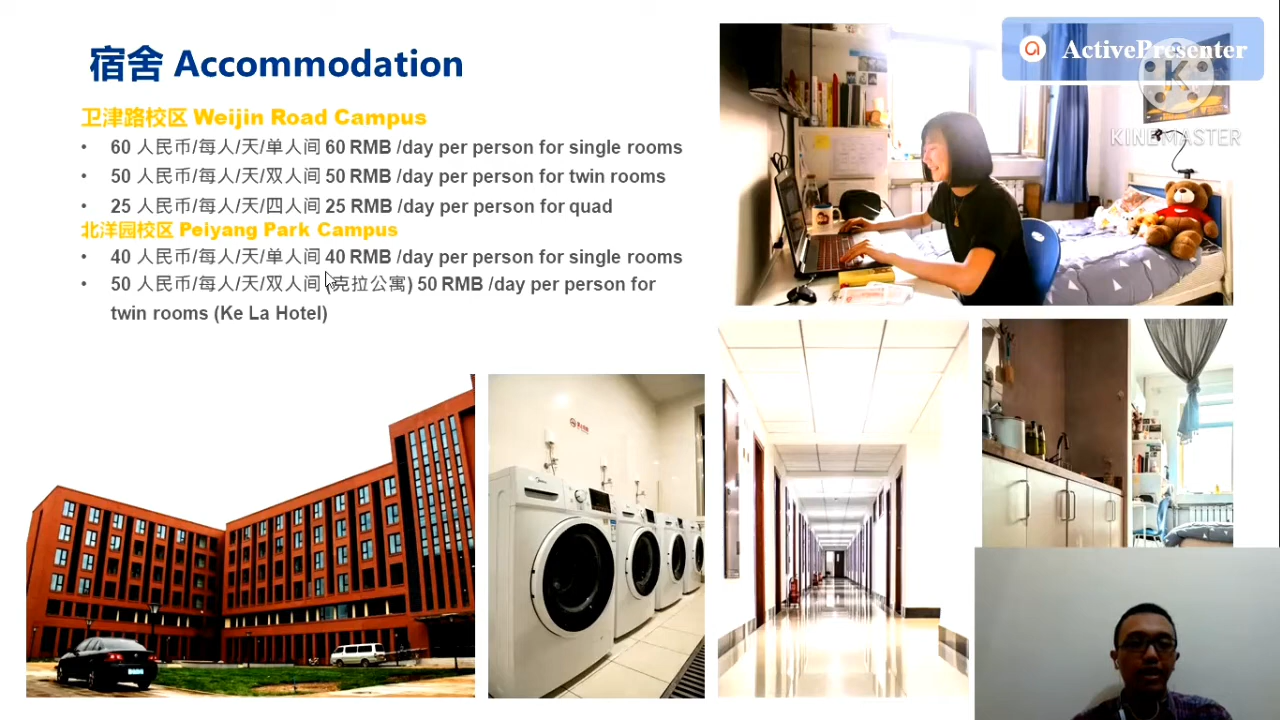 宿舍 Accommodation
卫津路校区 Weijin Road Campus
• 60 人民币/每人/天/单人间 60 RMB /day per person for single rooms
• 50 人民币/每人/天/双人间 50 RMB /day per person for twin rooms
• 25 人民币/每人/天/四人间 25 RMB /day per person for quad
北洋园校区 Peiyang Park Campus
• 40 人民币/每人/天/单人间 40 RMB /day per person for single rooms
• 50 人民币/每人/天/双人间 克拉公寓) 50 RMB /day per person for
twin rooms (Ke La Hotel)
ActivePresenter
K
KINEMASTER